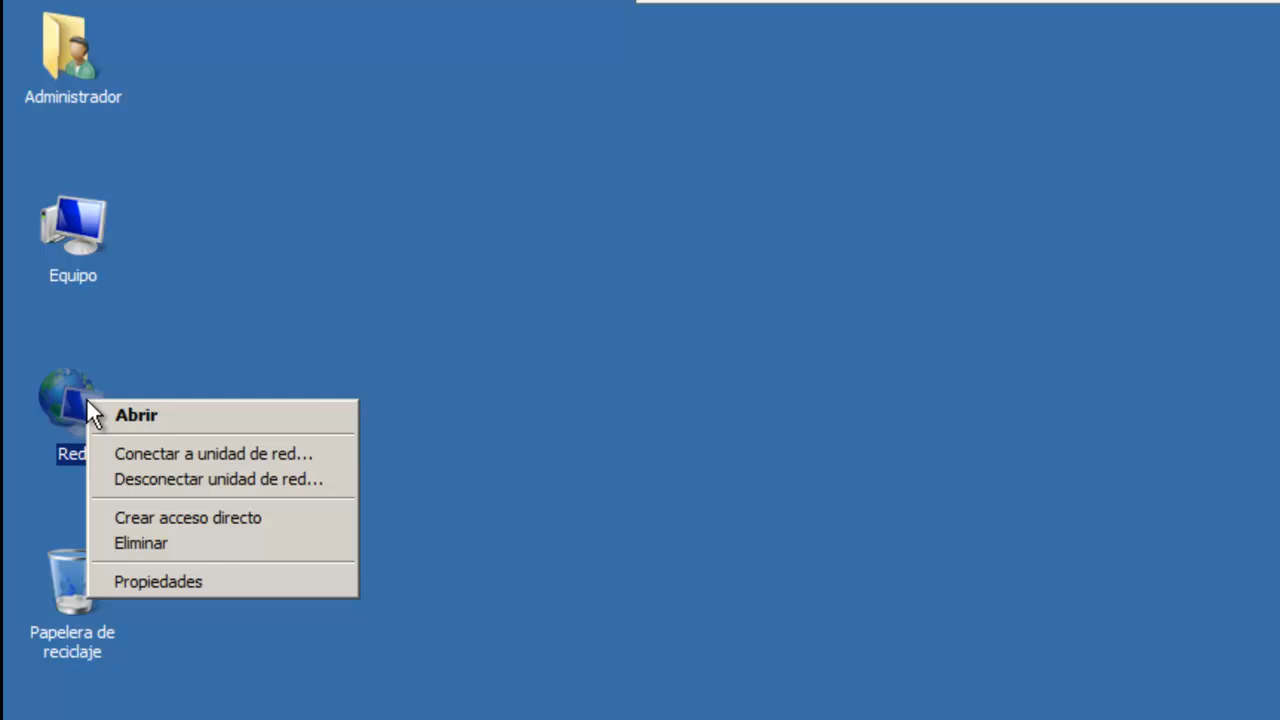 Administrador
Equipo
Red
Abrir
Conectar a unidad de red...
Desconectar unidad de red...
Crear acceso directo
Eliminar
Propiedades
Papelera de
reciclaje